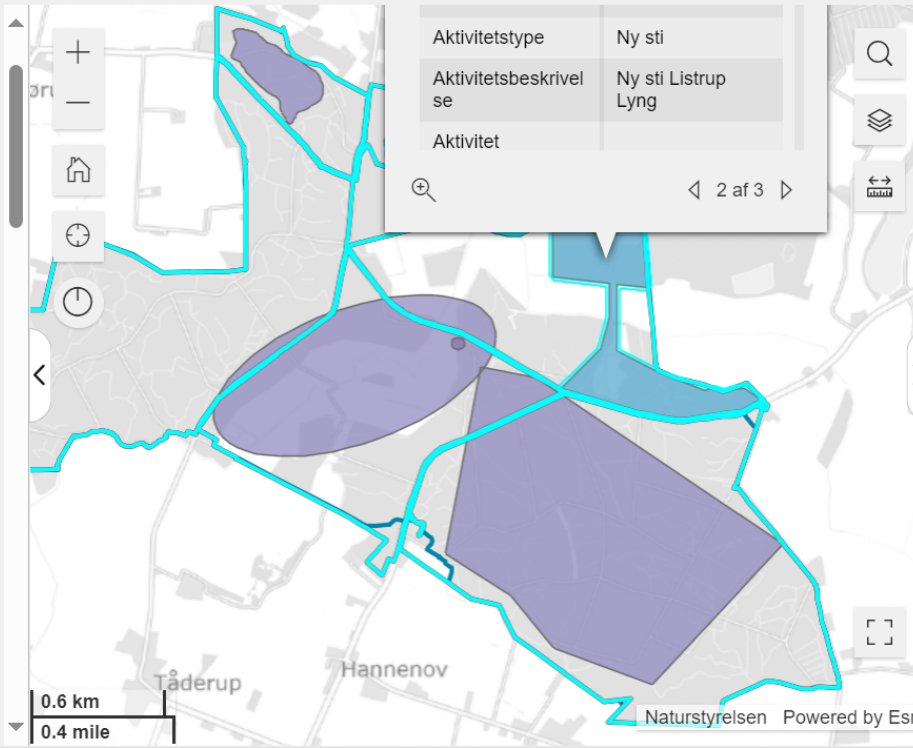 Aktivitetstype
Ny sti
Aktivitetsbeskrivel
se
Ny sti Listrup
Lyng
Aktivitet
2 af 3
Tåderup
Hannenov
0.6 km
0.4 mile
Naturstyrelsen
Powered by Esr